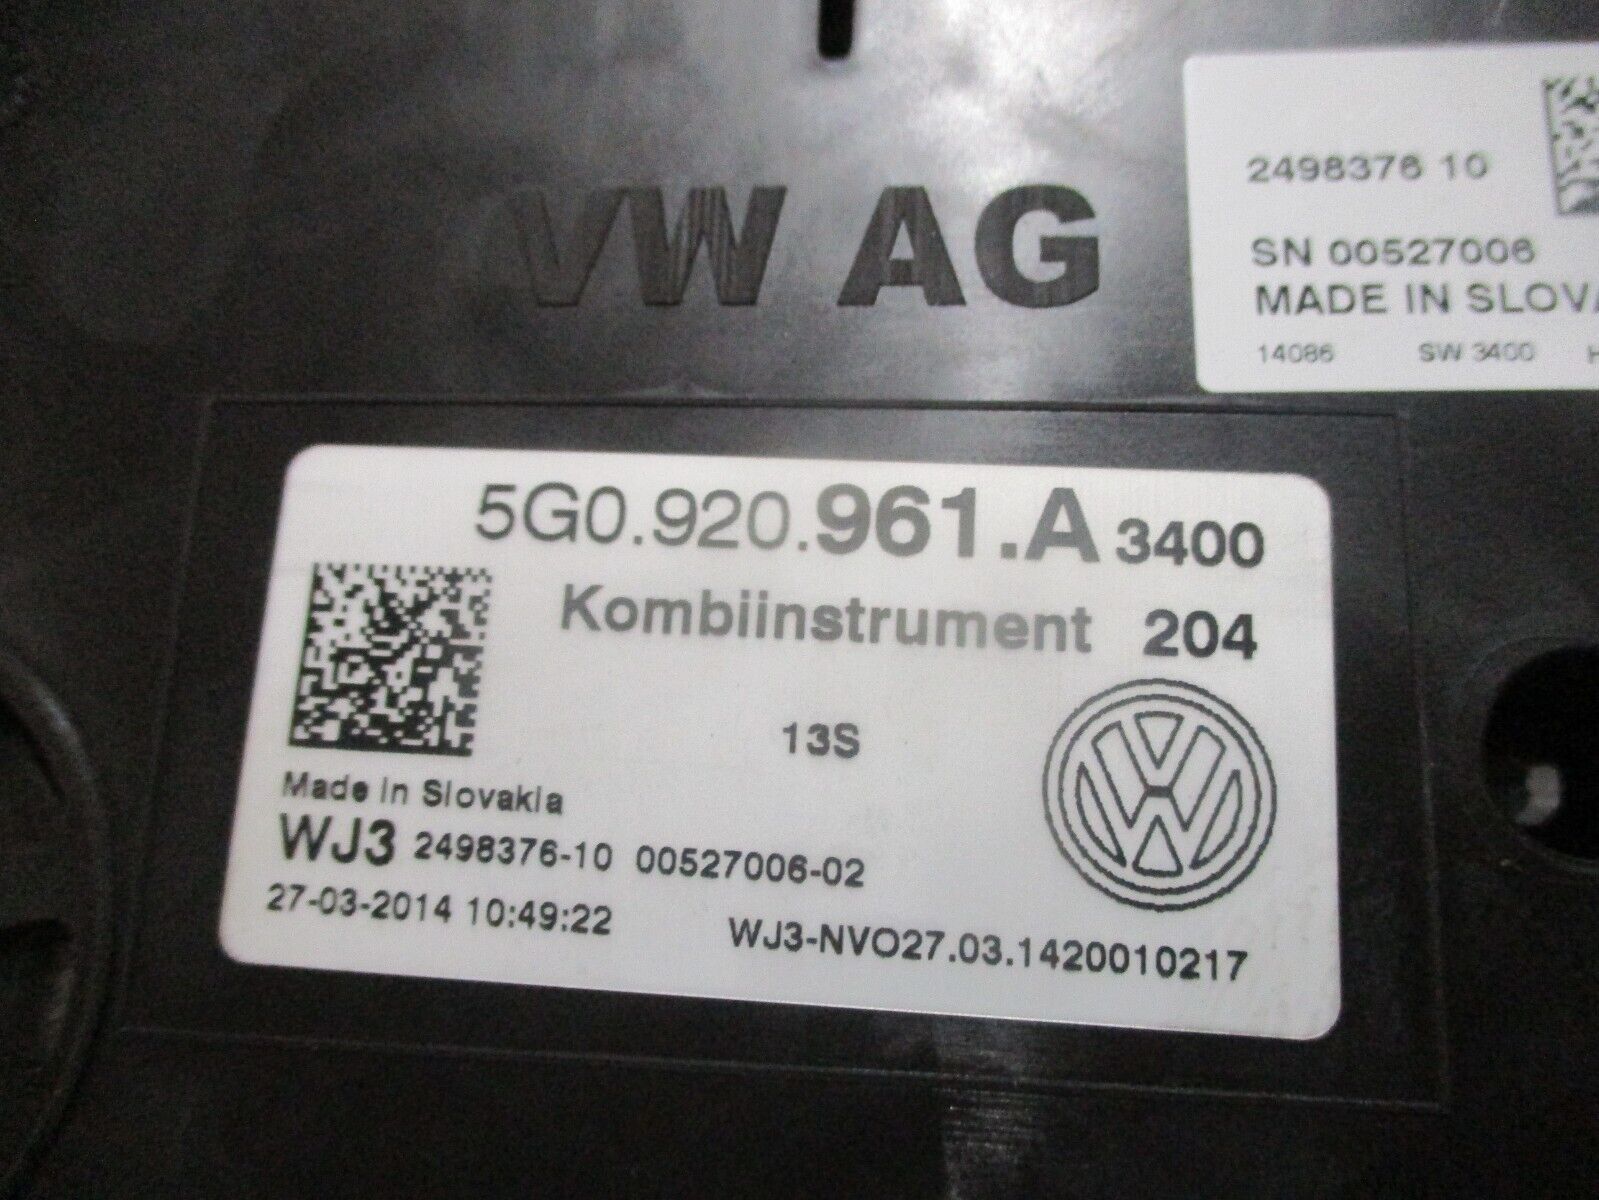 VW AG
2498376 10
SN 00527006
MADE IN SLOVA
14086 SW 3400 H
5G0.920.961.A 3400
Kombiinstrument 204
13S
Made in Slovakia
WJ3 2498376-10 00527006-02
27-03-2014 10:49:22
WJ3-NVO27.03.1420010217